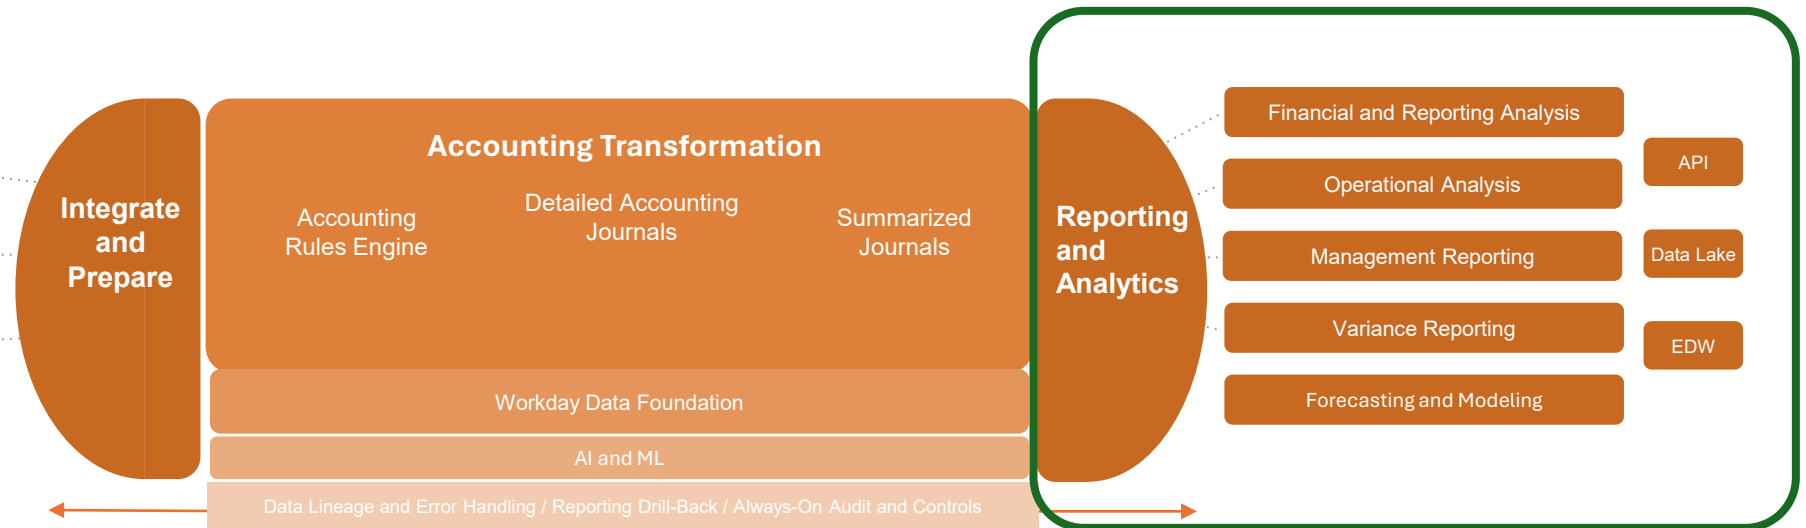 Integrate
and
Prepare
Accounting Transformation
Accounting
Rules Engine
Detailed Accounting
Journals
Summarized
Journals
Workday Data Foundation
AI and ML
Data Lineage and Error Handling / Reporting Drill-Back / Always-On Audit and Controls
Reporting
and
Analytics
Financial and Reporting Analysis
Operational Analysis
Management Reporting
Variance Reporting
Forecasting and Modeling
API
Data Lake
EDW